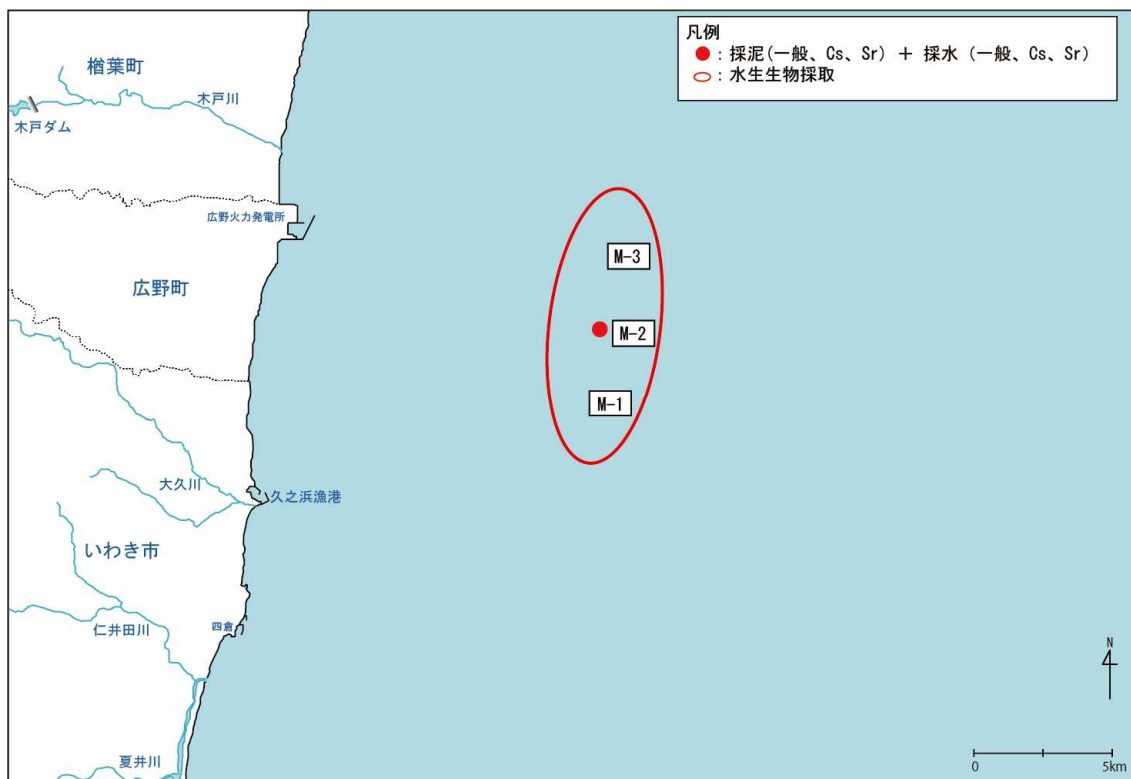 凡例
● : 採泥(一般、Cs、Sr) + 採水 (一般、Cs、Sr)
○ : 水生生物採取
楢葉町
木戸川
木戸ダム
広野火力発電所
M-3
広野町
M-2
M-1
大久川
久之浜漁港
いわき市
仁井田川
四倉
N
夏井川
0
5km